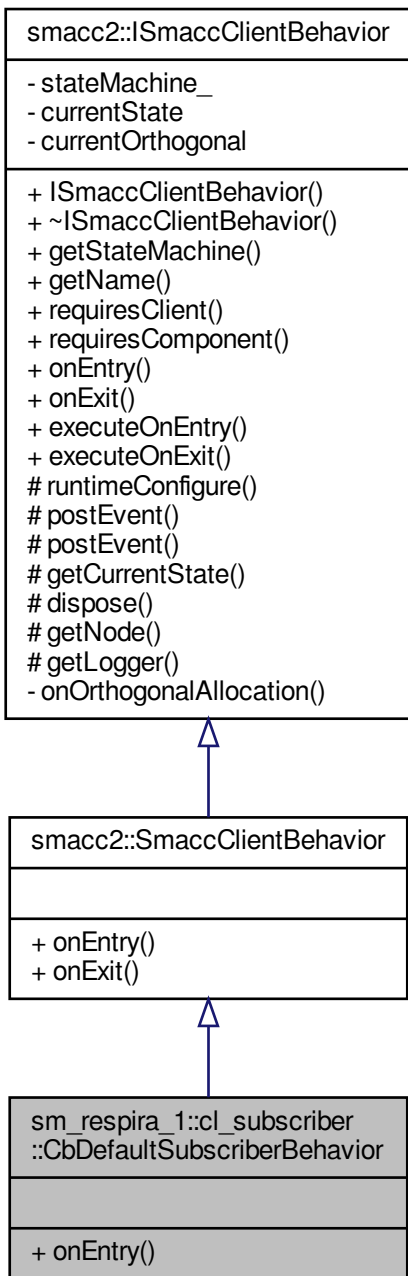 smacc2::ISmaccClientBehavior
- stateMachine_
- currentState
- currentOrthogonal
+ ISmaccClientBehavior()
+ ~ISmaccClientBehavior()
+ getStateMachine()
+ getName()
+ requiresClient()
+ requiresComponent()
+ onEntry()
+ onExit()
+ executeOnEntry()
+ executeOnExit()
# runtimeConfigure()
# postEvent()
# postEvent()
# getCurrentState()
# dispose()
# getNode()
# getLogger()
- onOrthogonalAllocation()
smacc2::SmaccClientBehavior
+ onEntry()
+ onExit()
sm_respira_1::cl_subscriber
::CbDefaultSubscriberBehavior
+ onEntry()